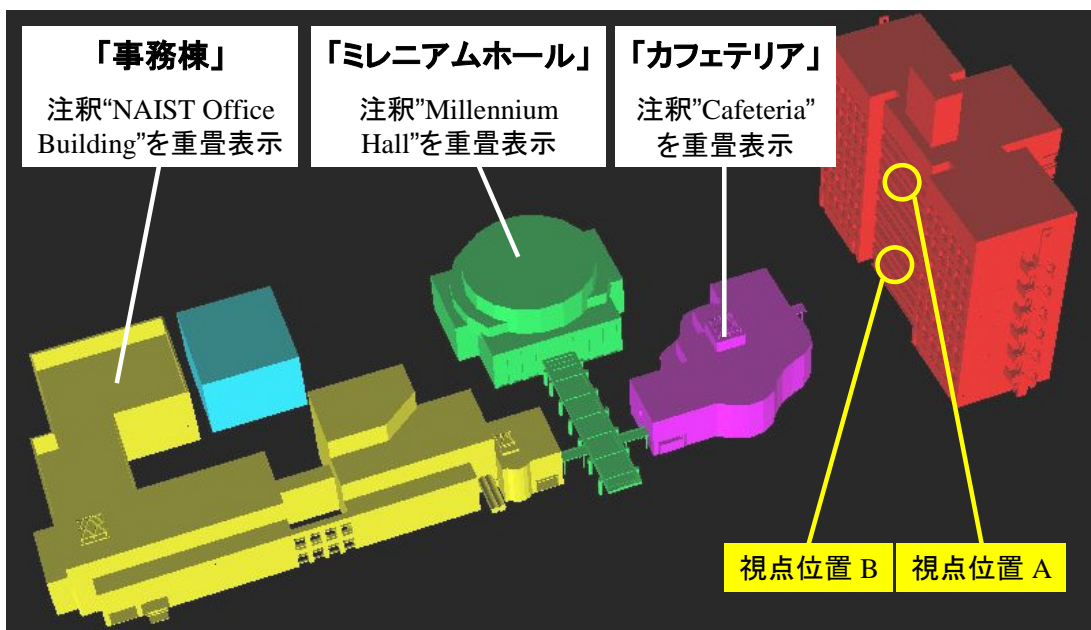 「事務棟」
注釈“NAIST Office
Building”を重畳表示
「ミレニアムホール」
注釈”Millennium
Hall”を重畳表示
「カフェテリア」
注釈”Cafeteria”
を重畳表示
視点位置 B
視点位置 A